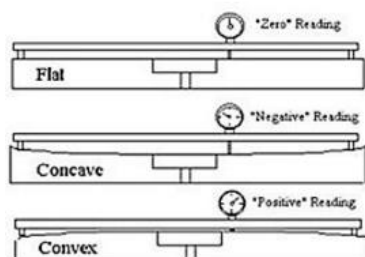 "Zero" Reading
Flat
"Negative" Reading
Concave
"Positive" Reading
Convex